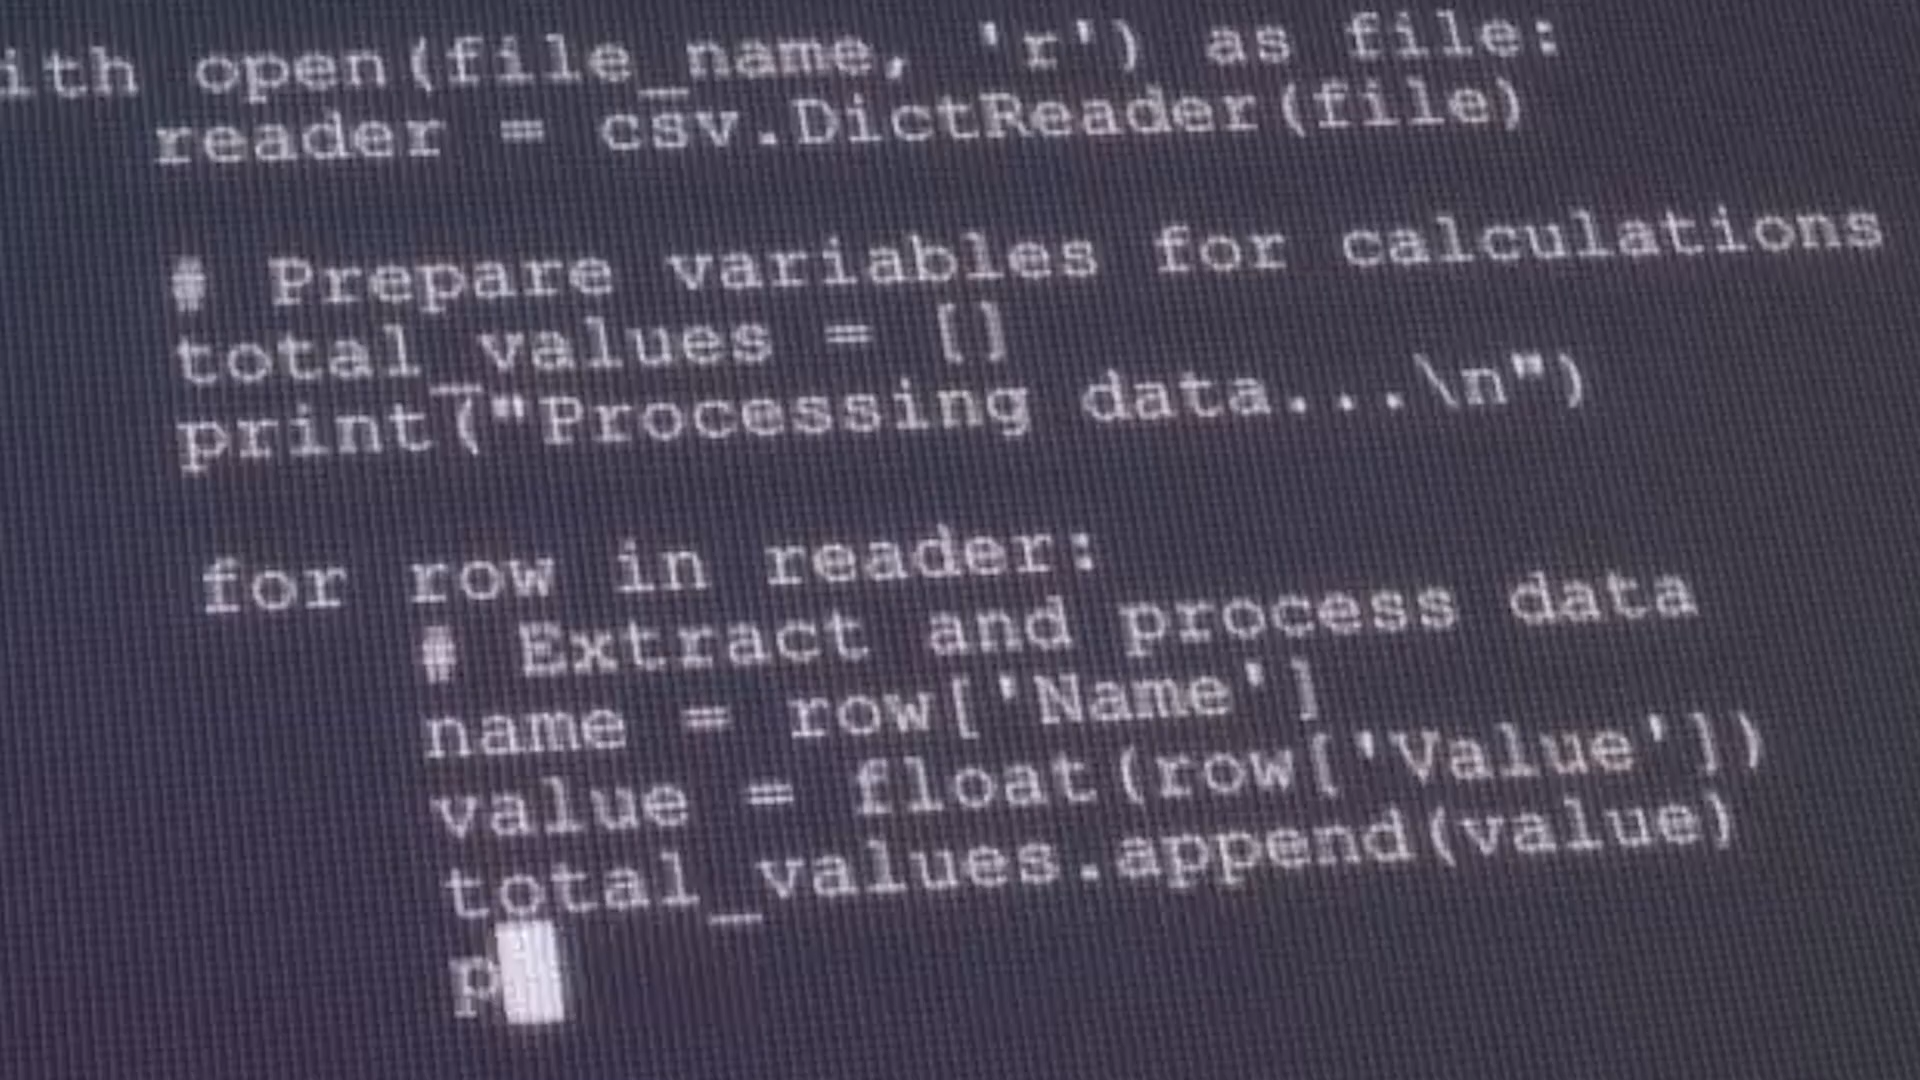 ith open(file_name, 'r') as file:
reader = csv.DictReader(file)
# Prepare variables for calculations
total_values = []
print("Processing data...\n")
for row in reader:
# Extract and process data
name = row['Name']
value = float(row['Value'])
total_values.append(value)
p